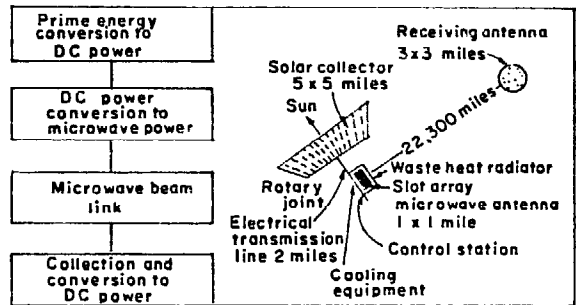 Prime energy
conversion to
DC power
DC power
conversion to
microwave power
Microwave beam
link
Collection and
conversion to
DC power
Receiving antenna
3x3 miles
Solar collector
5 x 5 miles
Sun
22,300 miles
Waste heat radiator
Slot array
microwave antenna
1 x 1 mile
Rotary
joint
Electrical
transmission
line 2 miles
Control station
Cooling
equipment